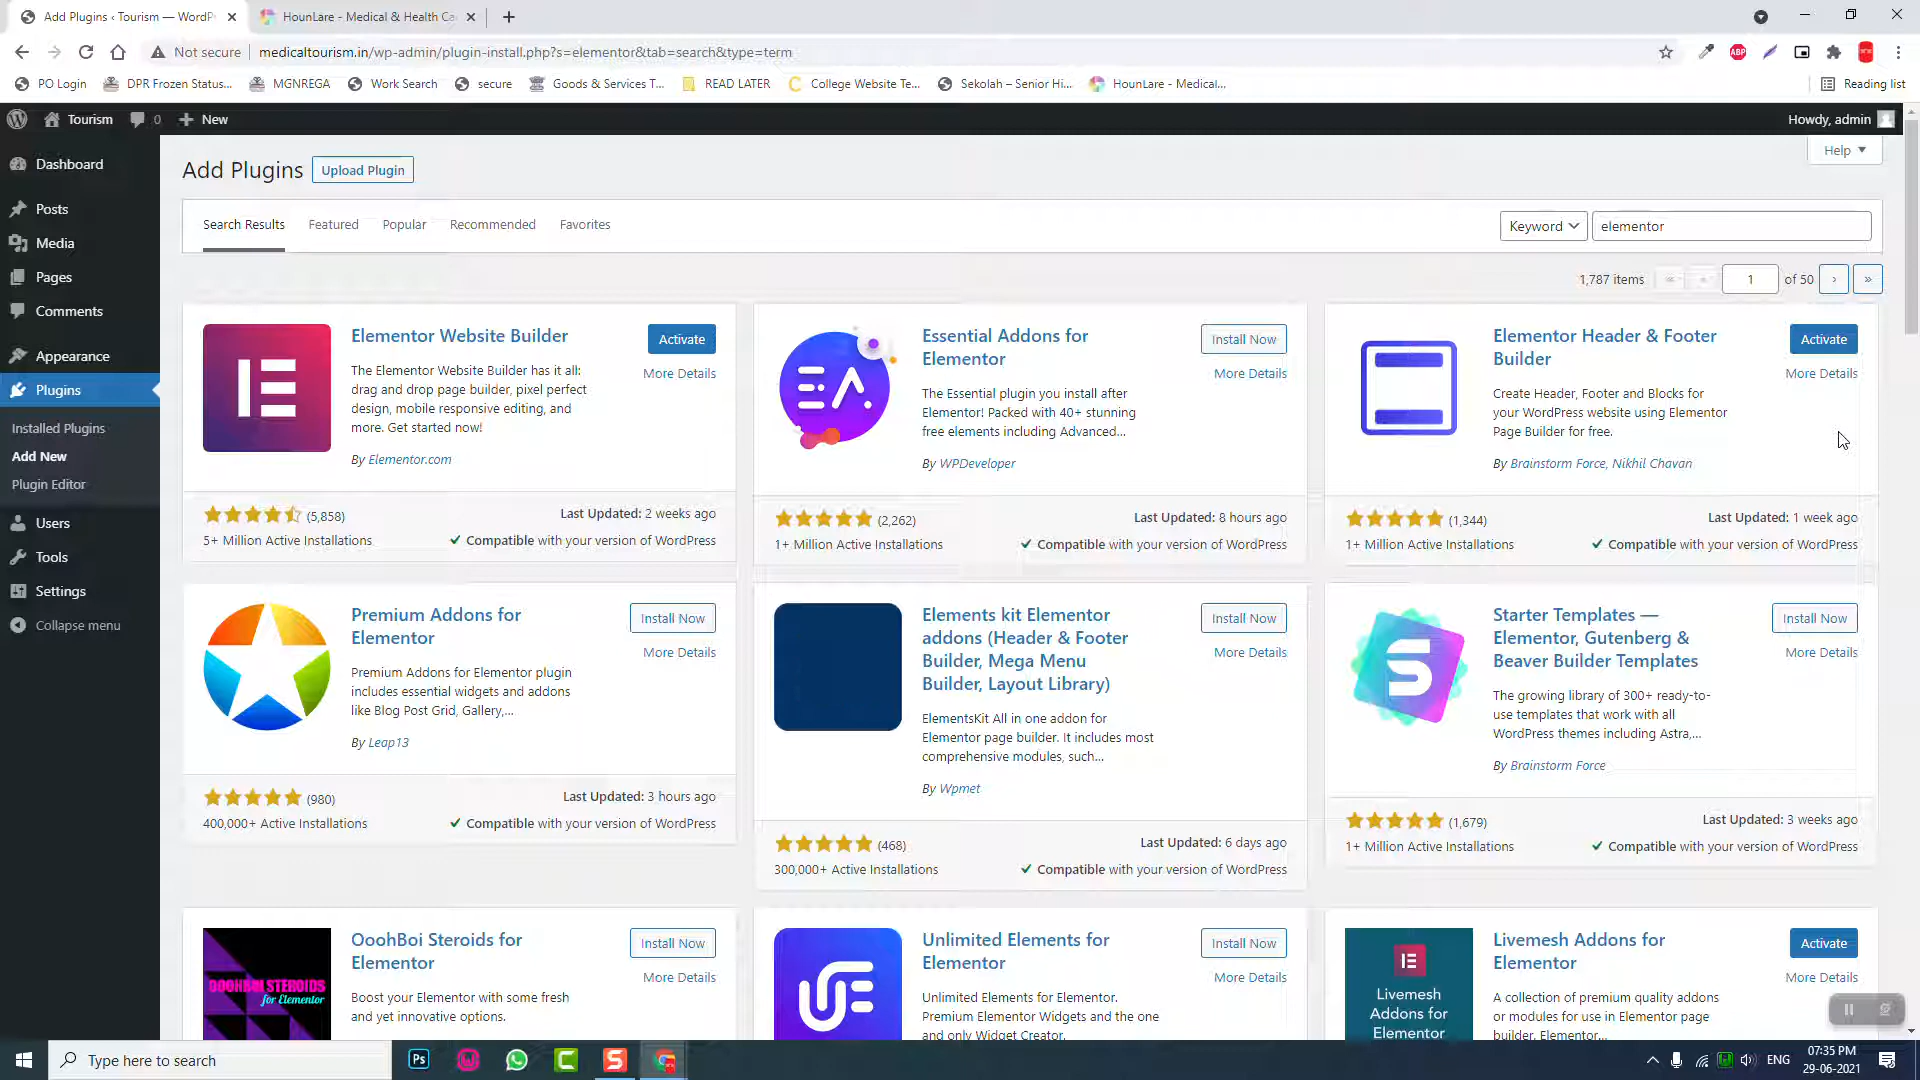 Add Plugins ‹ Tourism — WordP
HounLare - Medical & Health Ca
Not secure
medicaltourism.in/wp-admin/plugin-install.php?s=elementor&tab=search&type=term
ABP
PO Login
DPR Frozen Status...
MGNREGA
Work Search
secure
Goods & Services T...
READ LATER
College Website Te...
Sekolah – Senior Hi...
HounLare - Medical...
Reading list
Tourism
0
New
Howdy, admin
Dashboard
Posts
Media
Pages
Comments
Appearance
Plugins
Installed Plugins
Add New
Plugin Editor
Users
Tools
Settings
Collapse menu
Add Plugins
Upload Plugin
Help
Search Results
Featured
Popular
Recommended
Favorites
Keyword
elementor
1,787 items
«
‹
1
of 50
›
»
Elementor Website Builder
Activate
More Details
The Elementor Website Builder has it all:
drag and drop page builder, pixel perfect
design, mobile responsive editing, and
more. Get started now!
By Elementor.com
(5,858)
Last Updated: 2 weeks ago
5+ Million Active Installations
Compatible with your version of WordPress
Essential Addons for
Elementor
Install Now
More Details
The Essential plugin you install after
Elementor! Packed with 40+ stunning
free elements including Advanced...
By WPDeveloper
(2,262)
Last Updated: 8 hours ago
1+ Million Active Installations
Compatible with your version of WordPress
Elementor Header & Footer
Builder
Activate
More Details
Create Header, Footer and Blocks for
your WordPress website using Elementor
Page Builder for free.
By Brainstorm Force, Nikhil Chavan
(1,344)
Last Updated: 1 week ago
1+ Million Active Installations
Compatible with your version of WordPress
Premium Addons for
Elementor
Install Now
More Details
Premium Addons for Elementor plugin
includes essential widgets and addons
like Blog Post Grid, Gallery,...
By Leap13
(980)
Last Updated: 3 hours ago
400,000+ Active Installations
Compatible with your version of WordPress
Elements kit Elementor
addons (Header & Footer
Builder, Mega Menu
Builder, Layout Library)
Install Now
More Details
ElementsKit All in one addon for
Elementor page builder. It includes most
comprehensive modules, such...
By Wpmet
(468)
Last Updated: 6 days ago
300,000+ Active Installations
Compatible with your version of WordPress
Starter Templates —
Elementor, Gutenberg &
Beaver Builder Templates
Install Now
More Details
The growing library of 300+ ready-to-
use templates that work with all
WordPress themes including Astra,...
By Brainstorm Force
(1,679)
Last Updated: 3 weeks ago
1+ Million Active Installations
Compatible with your version of WordPress
OOOHBOI STEROIDS
for Elementor
OoohBoi Steroids for
Elementor
Install Now
More Details
Boost your Elementor with some fresh
and yet innovative options.
Unlimited Elements for
Elementor
Install Now
More Details
Unlimited Elements for Elementor.
Premium Elementor Widgets and the one
and only Widget Creator.
Livemesh
Addons for
Elementor
Livemesh Addons for
Elementor
Activate
More Details
A collection of premium quality addons
or modules for use in Elementor page
builder. Elementor...
Type here to search
Ps
ENG
07:35 PM
29-06-2021